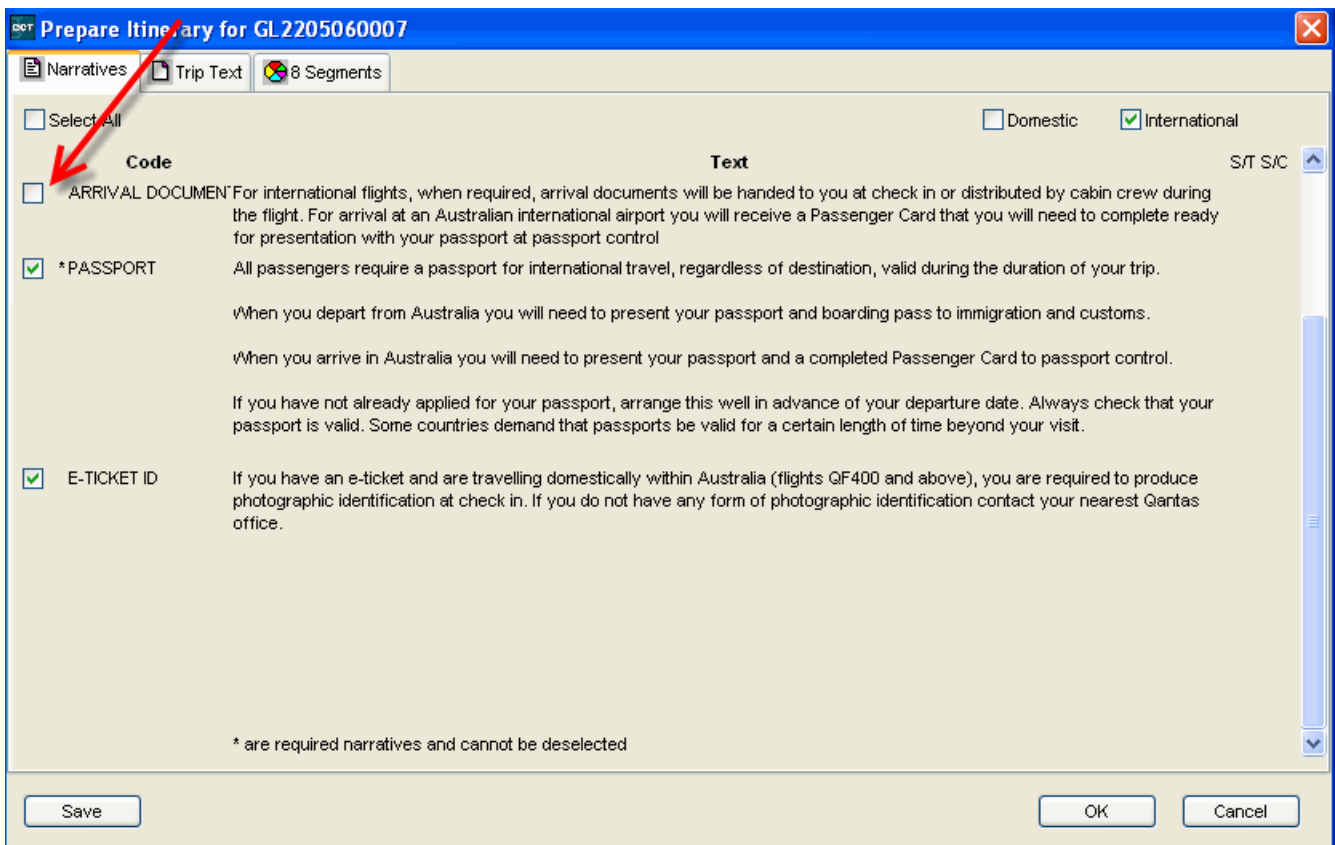 GCT Prepare Itinerary for GL2205060007
Narratives Trip Text 8 Segments
Select All Domestic International
Code Text S/T S/C
ARRIVAL DOCUMENT For international flights, when required, arrival documents will be handed to you at check in or distributed by cabin crew during
the flight. For arrival at an Australian international airport you will receive a Passenger Card that you will need to complete ready
for presentation with your passport at passport control
*PASSPORT All passengers require a passport for international travel, regardless of destination, valid during the duration of your trip.
When you depart from Australia you will need to present your passport and boarding pass to immigration and customs.
When you arrive in Australia you will need to present your passport and a completed Passenger Card to passport control.
If you have not already applied for your passport, arrange this well in advance of your departure date. Always check that your
passport is valid. Some countries demand that passports be valid for a certain length of time beyond your visit.
E-TICKET ID If you have an e-ticket and are travelling domestically within Australia (flights QF400 and above), you are required to produce
photographic identification at check in. If you do not have any form of photographic identification contact your nearest Qantas
office.
* are required narratives and cannot be deselected
Save OK Cancel